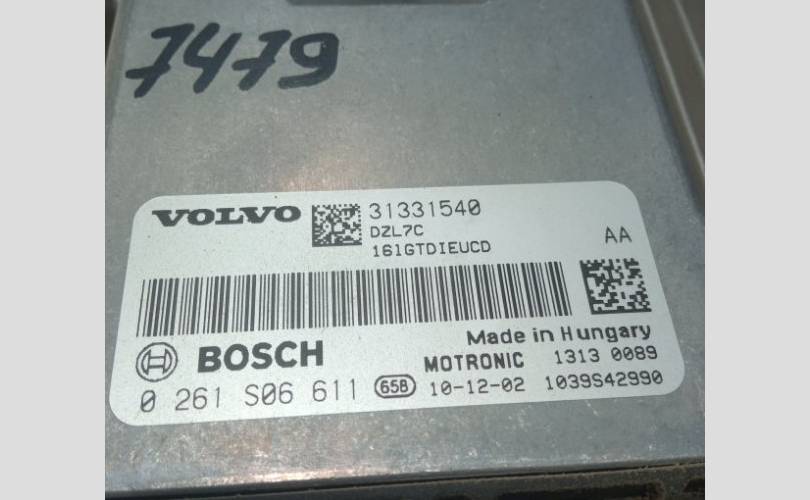 7479
VOLVO 31331540
DZL7C
161GTDIEUCD
AA
Made in Hungary
BOSCH
MOTRONIC 1313 0089
0 261 S06 611 65B 10-12-02 1039S42990